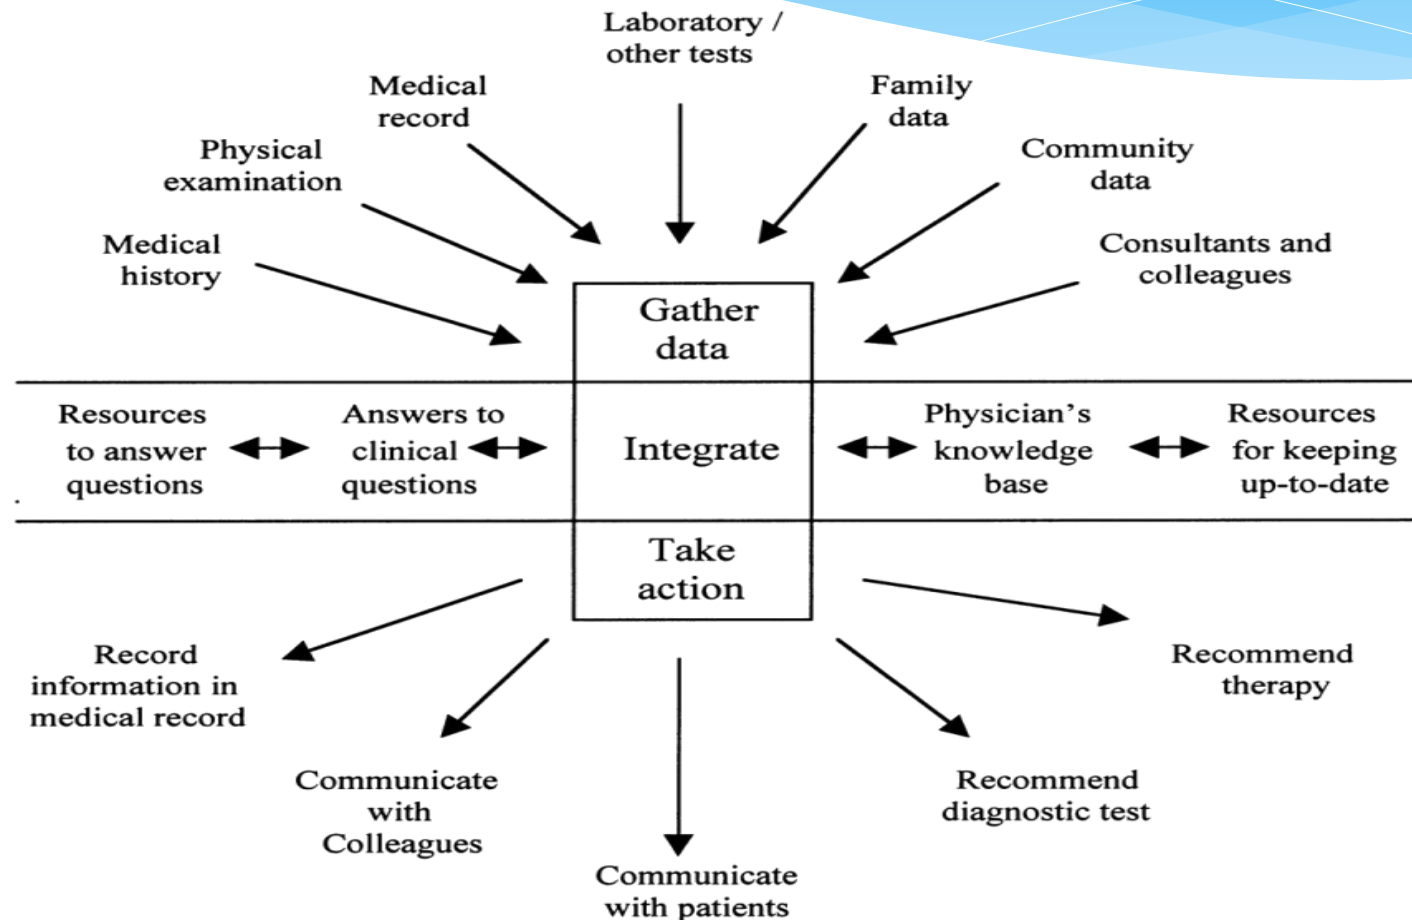 Laboratory /
other tests
Medical
record
Family
data
Physical
examination
Community
data
Medical
history
Consultants and
colleagues
Gather
data
Resources
to answer
questions
Answers to
clinical
questions
Integrate
Physician's
knowledge
base
Resources
for keeping
up-to-date
Take
action
Record
information in
medical record
Recommend
therapy
Communicate
with
Colleagues
Recommend
diagnostic test
Communicate
with patients